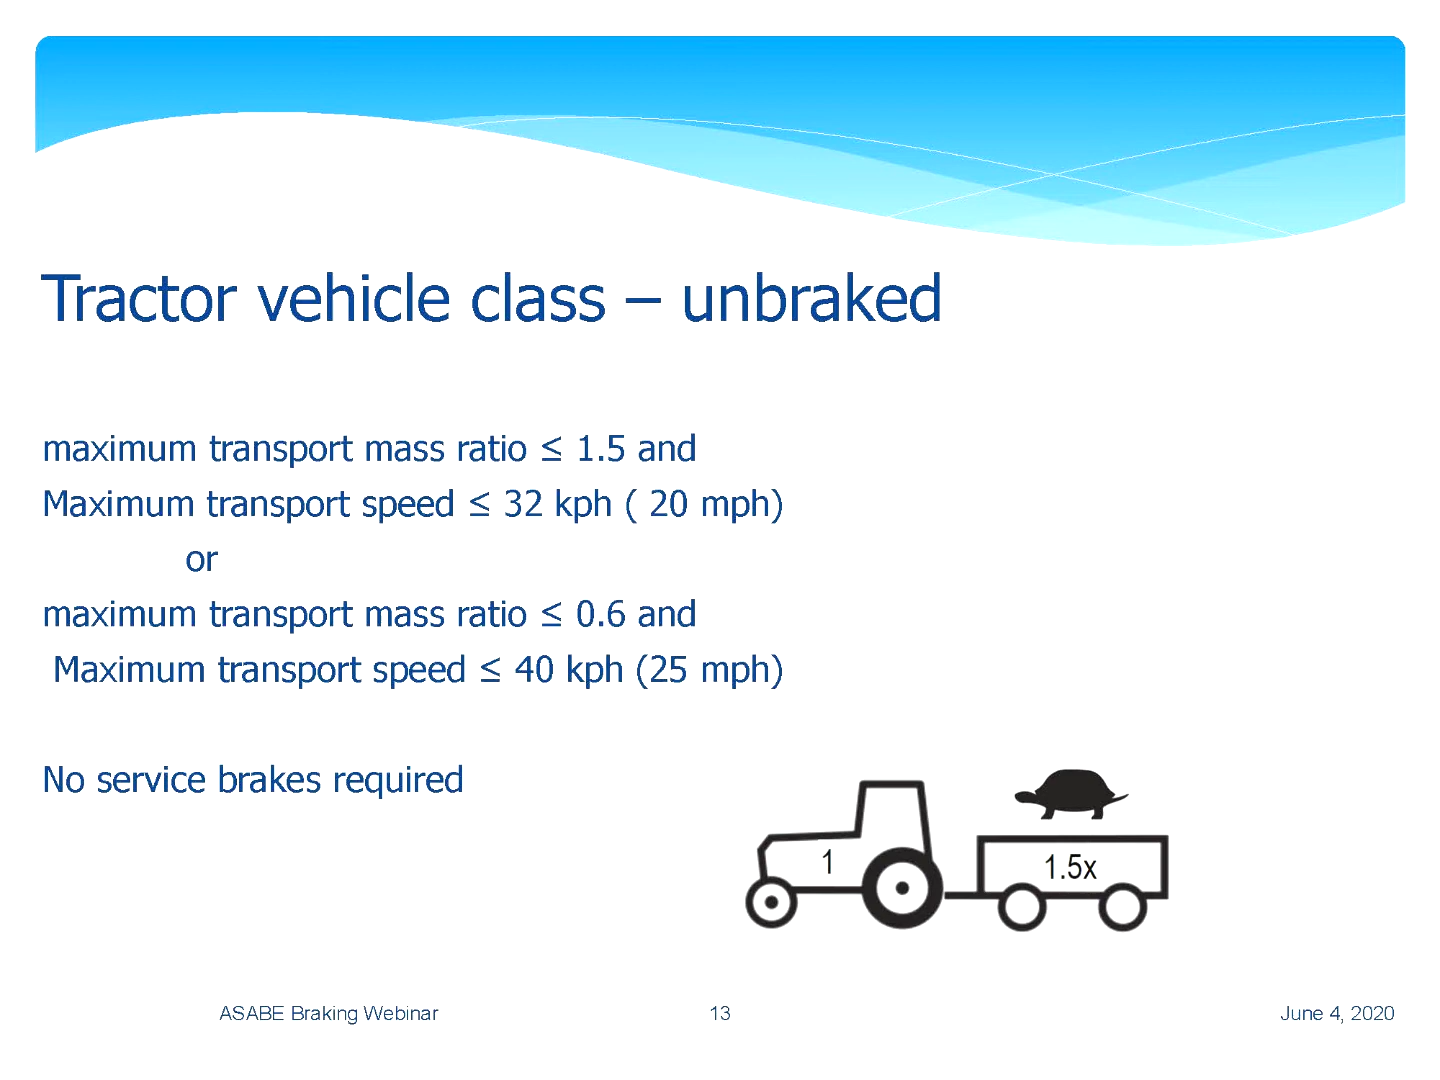 Tractor vehicle class – unbraked
maximum transport mass ratio ≤ 1.5 and
Maximum transport speed ≤ 32 kph ( 20 mph)
or
maximum transport mass ratio ≤ 0.6 and
Maximum transport speed ≤ 40 kph (25 mph)
No service brakes required
1
1.5x
ASABE Braking Webinar
13
June 4, 2020